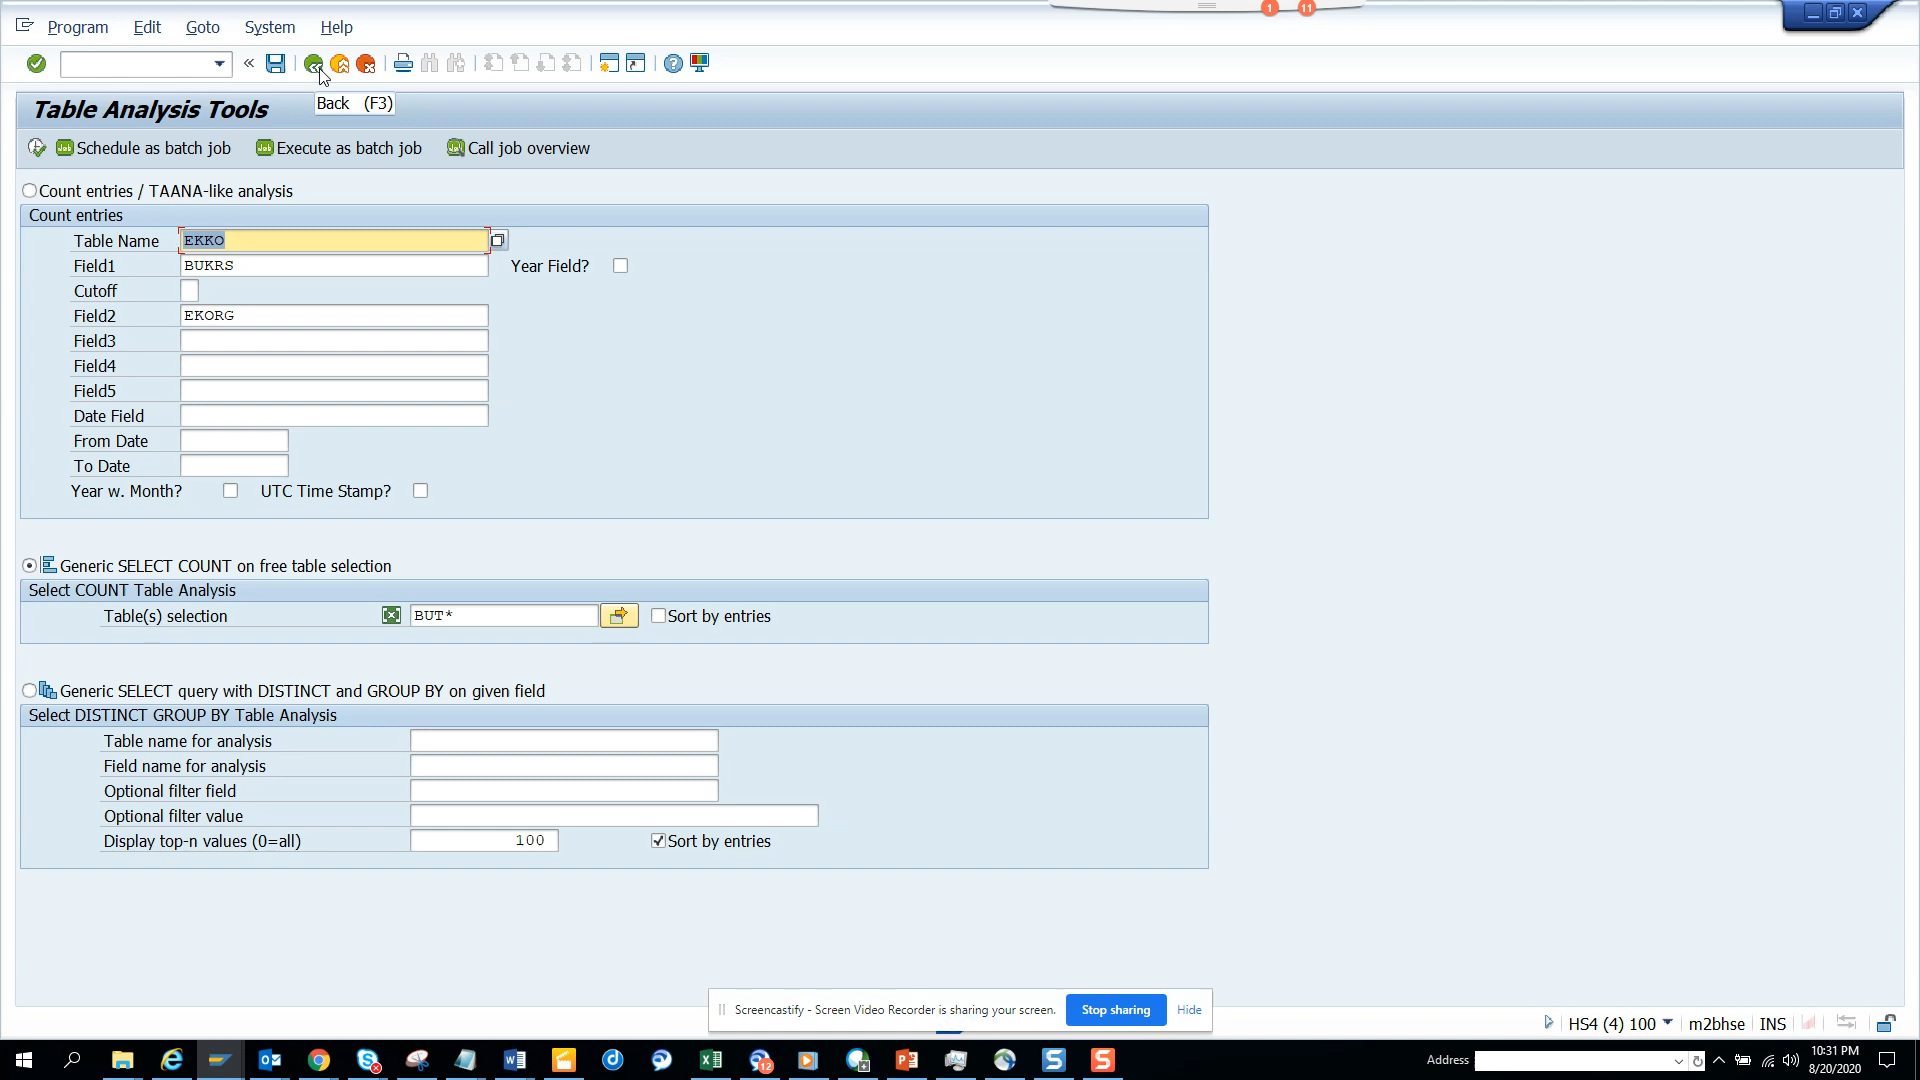 1 11
Program Edit Goto System Help
Back (F3)
Table Analysis Tools
Schedule as batch job Execute as batch job Call job overview
Count entries / TAANA-like analysis
Count entries
Table Name EKKO
Field1 BUKRS Year Field?
Cutoff
Field2 EKORG
Field3
Field4
Field5
Date Field
From Date
To Date
Year w. Month? UTC Time Stamp?
Generic SELECT COUNT on free table selection
Select COUNT Table Analysis
Table(s) selection BUT* Sort by entries
Generic SELECT query with DISTINCT and GROUP BY on given field
Select DISTINCT GROUP BY Table Analysis
Table name for analysis
Field name for analysis
Optional filter field
Optional filter value
Display top-n values (0=all) 100 Sort by entries
Screencastify - Screen Video Recorder is sharing your screen. Stop sharing Hide
HS4 (4) 100 m2bhse INS
Address
10:31 PM
8/20/2020